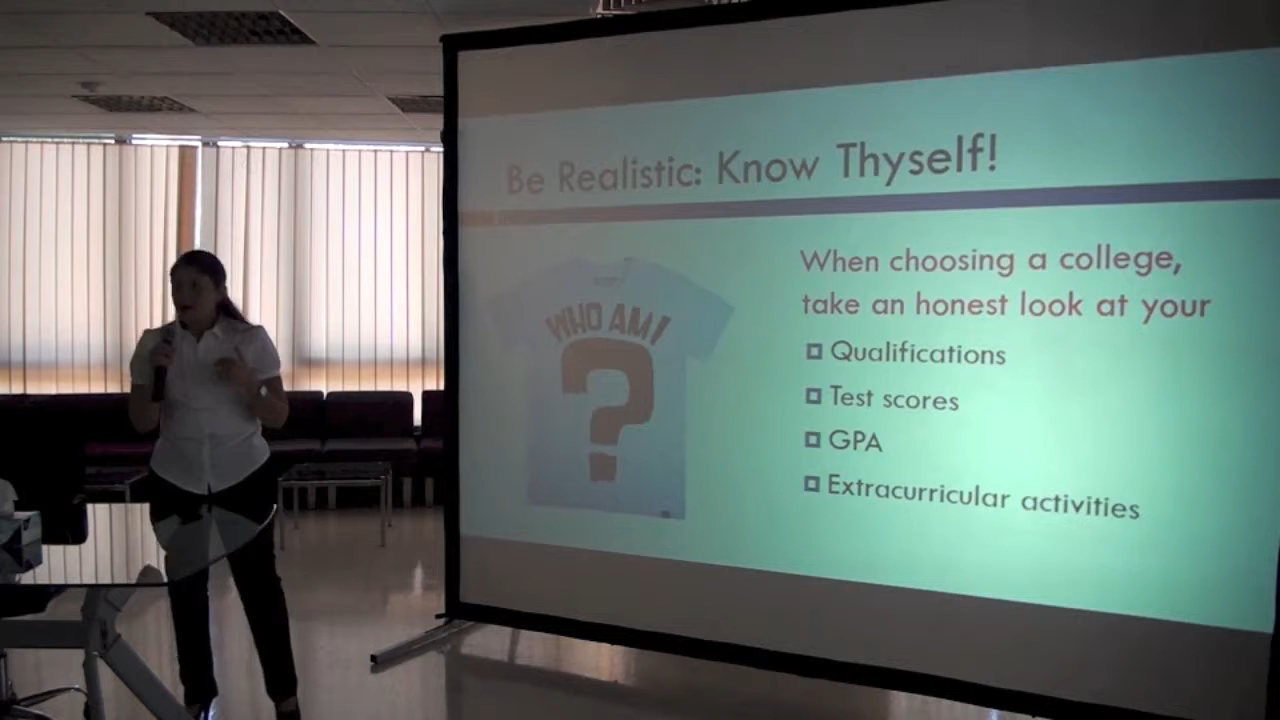 Be Realistic: Know Thyself!
WHO AM I
?
When choosing a college,
take an honest look at your
Qualifications
Test scores
GPA
Extracurricular activities